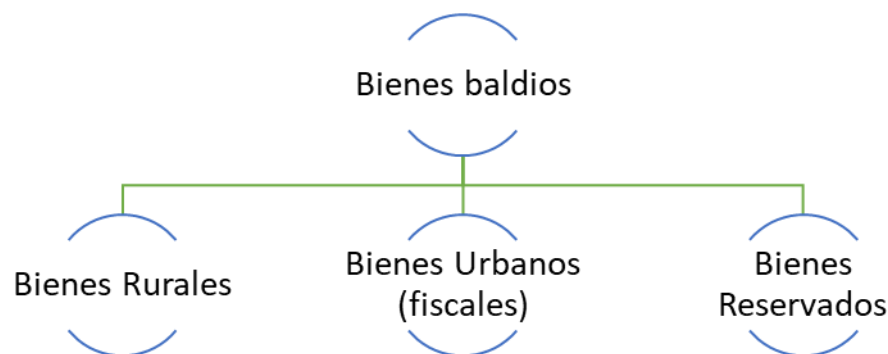 Bienes baldios
Bienes Rurales
Bienes Urbanos
(fiscales)
Bienes
Reservados